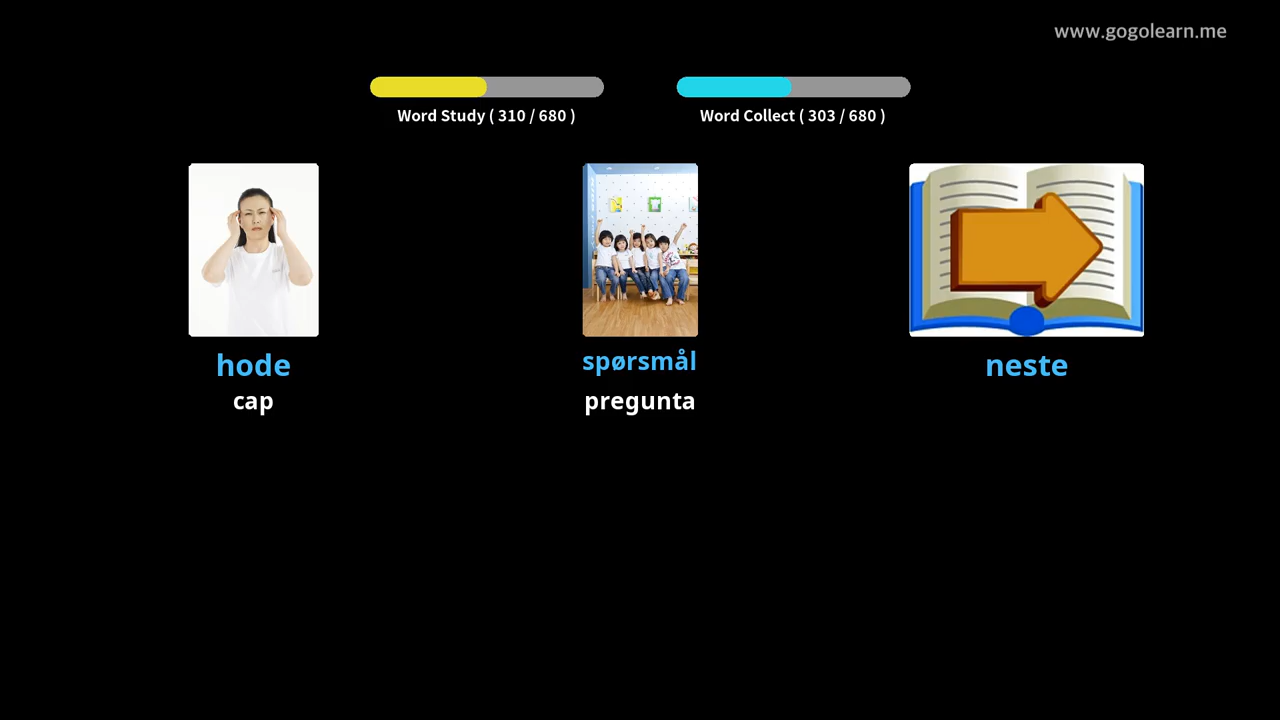 www.gogolearn.me
Word Study ( 310 / 680 )
Word Collect ( 303 / 680 )
hode
spørsmål
neste
cap
pregunta